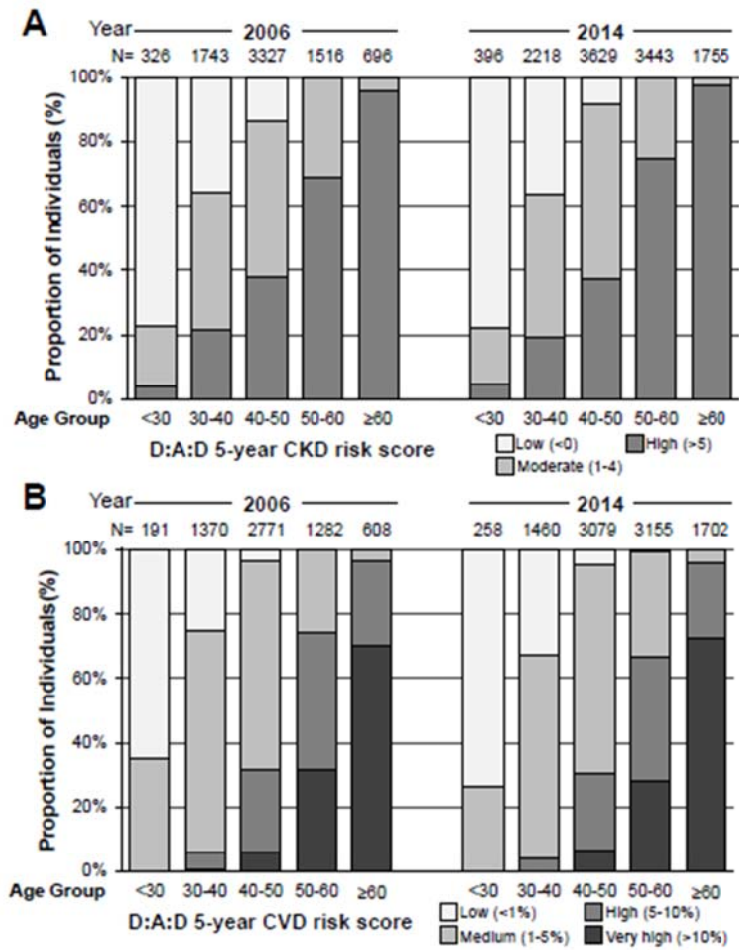 A
Year 2006 2014
N= 326 1743 3327 1516 696 396 2218 3629 3443 1755
Proportion of Individuals (%)
100%
80%
60%
40%
20%
0%
Age Group <30 30-40 40-50 50-60 ≥60 <30 30-40 40-50 50-60 ≥60
D:A:D 5-year CKD risk score
Low (<0) High (>5)
Moderate (1-4)
B
Year 2006 2014
N= 191 1370 2771 1282 608 258 1460 3079 3155 1702
Proportion of Individuals(%)
100%
80%
60%
40%
20%
0%
Age Group <30 30-40 40-50 50-60 ≥60 <30 30-40 40-50 50-60 ≥60
D:A:D 5-year CVD risk score
Low (<1%) High (5-10%)
Medium (1-5%) Very high (>10%)